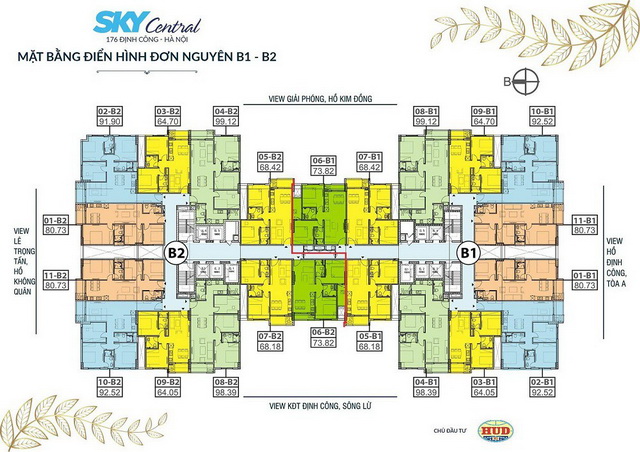 SKY Central
176 ĐỊNH CÔNG - HÀ NỘI
MẶT BẰNG ĐIỂN HÌNH ĐƠN NGUYÊN B1 - B2
B
VIEW GIẢI PHÓNG, HỒ KIM ĐỒNG
02-B2
91.90
03-B2
64.70
04-B2
99.12
08-B1
99.12
09-B1
64.70
10-B1
92.52
05-B2
68.42
06-B1
73.82
07-B1
68.42
VIEW
LÊ
TRỌNG
TẤN,
HỒ
KHÔNG
QUÂN
01-B2
80.73
11-B2
80.73
B2
B1
11-B1
80.73
01-B1
80.73
VIEW
HỒ
ĐỊNH
CÔNG,
TÒA A
07-B2
68.18
06-B2
73.82
05-B1
68.18
10-B2
92.52
09-B2
64.05
08-B2
98.39
04-B1
98.39
03-B1
64.05
02-B1
92.52
VIEW KĐT ĐỊNH CÔNG, SÔNG LỪ
CHỦ ĐẦU TƯ
HUD